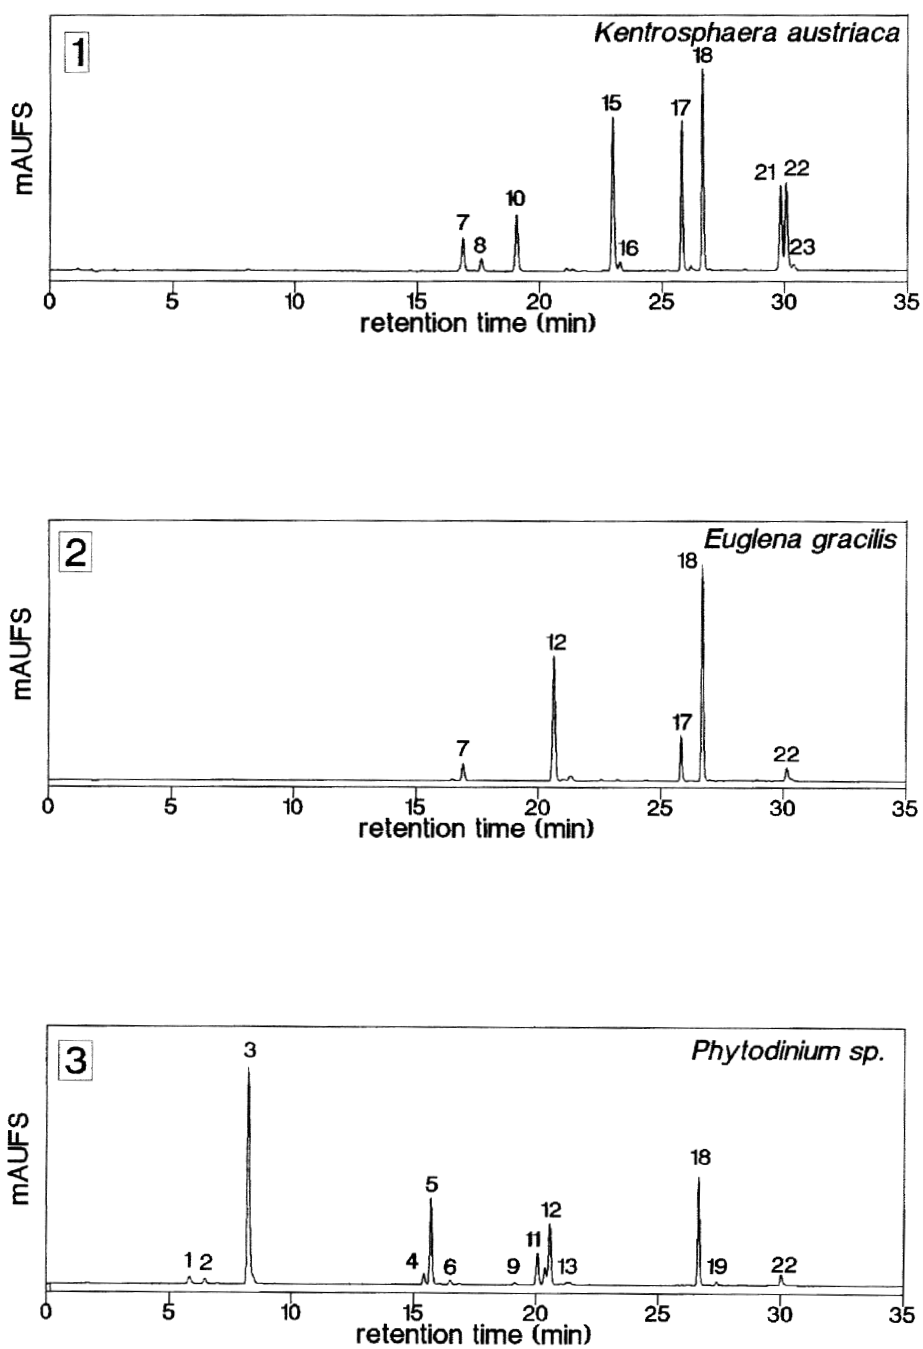 1
Kentrosphaera austriaca
mAUFS
7
8
10
15
16
17
18
21
22
23
0 5 10 15 20 25 30 35
retention time (min)
2
Euglena gracilis
mAUFS
7
12
17
18
22
0 5 10 15 20 25 30 35
retention time (min)
3
Phytodinium sp.
mAUFS
1
2
3
4
5
6
9
11
12
13
18
19
22
0 5 10 15 20 25 30 35
retention time (min)